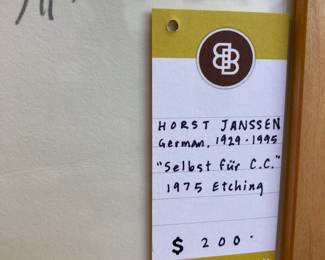 HORST JANSSEN
German, 1929-1995
"Selbst für C.C."
1975 Etching
$ 200.